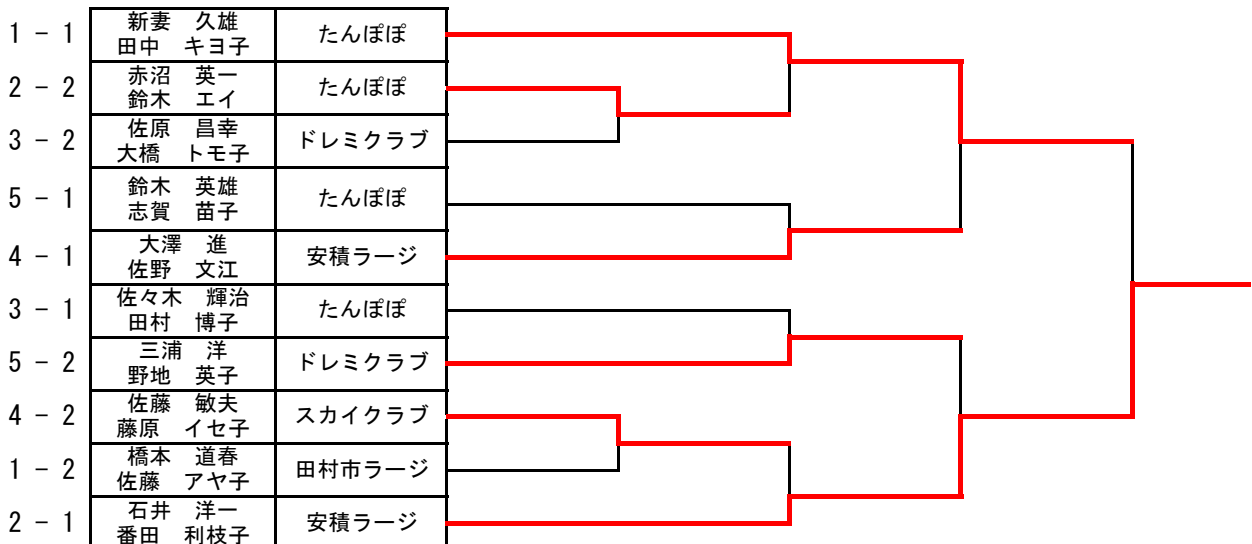 1 − 1 新妻　久雄 たんぽぽ
田中　キヨ子
2 − 2 赤沼　英一 たんぽぽ
鈴木　エイ
3 − 2 佐原　昌幸 ドレミクラブ
大橋　トモ子
5 − 1 鈴木　英雄 たんぽぽ
志賀　苗子
4 − 1 大澤　進 安積ラージ
佐野　文江
3 − 1 佐々木　輝治 たんぽぽ
田村　博子
5 − 2 三浦　洋 ドレミクラブ
野地　英子
4 − 2 佐藤　敏夫 スカイクラブ
藤原　イセ子
1 − 2 橋本　道春 田村市ラージ
佐藤　アヤ子
2 − 1 石井　洋一 安積ラージ
番田　利枝子